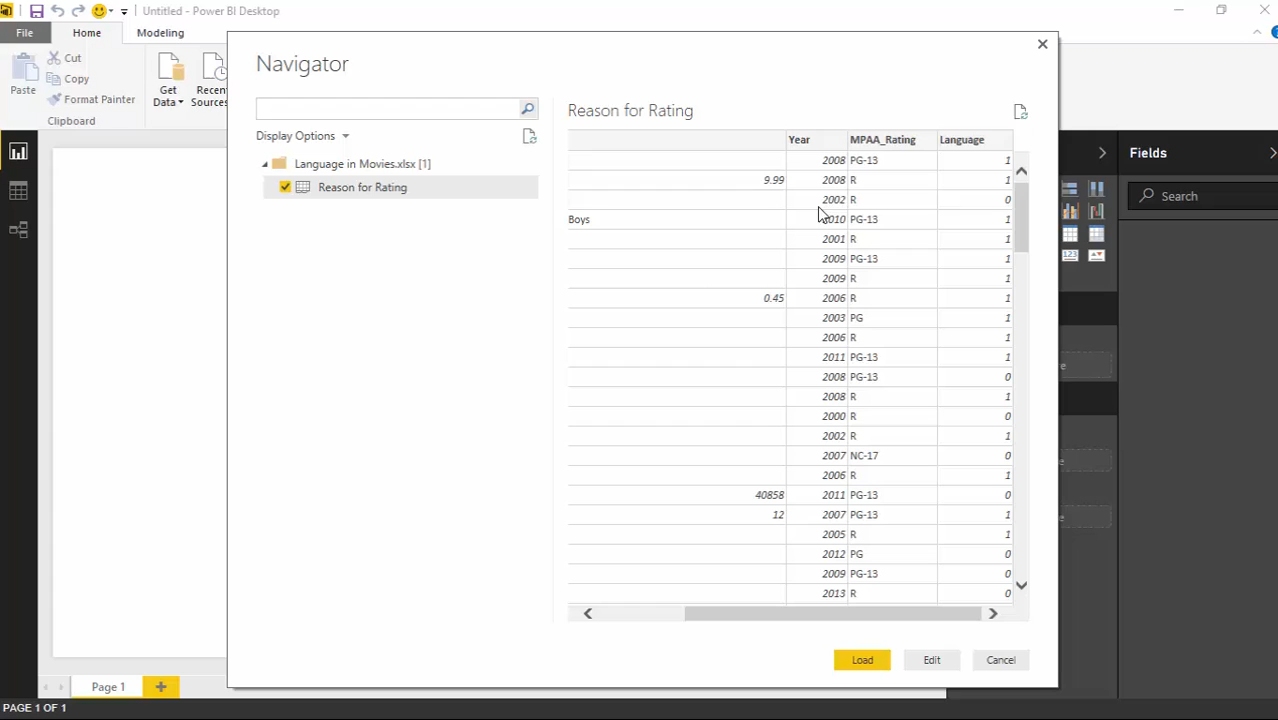 Untitled - Power BI Desktop
File
Home
Modeling
Paste
Cut
Copy
Format Painter
Clipboard
Get
Data
Recent
Sources
Navigator
Display Options
Language in Movies.xlsx [1]
Reason for Rating
Reason for Rating
Year MPAA_Rating Language
2008 PG-13 1
9.99 2008 R 1
2002 R 0
Boys 2010 PG-13 1
2001 R 1
2009 PG-13 1
2009 R 1
0.45 2006 R 1
2003 PG 1
2006 R 1
2011 PG-13 1
2008 PG-13 0
2008 R 1
2000 R 0
2002 R 1
2007 NC-17 0
2006 R 1
40858 2011 PG-13 0
12 2007 PG-13 1
2005 R 1
2012 PG 0
2009 PG-13 0
2013 R 0
Load
Edit
Cancel
Fields
Search
123
Page 1
PAGE 1 OF 1